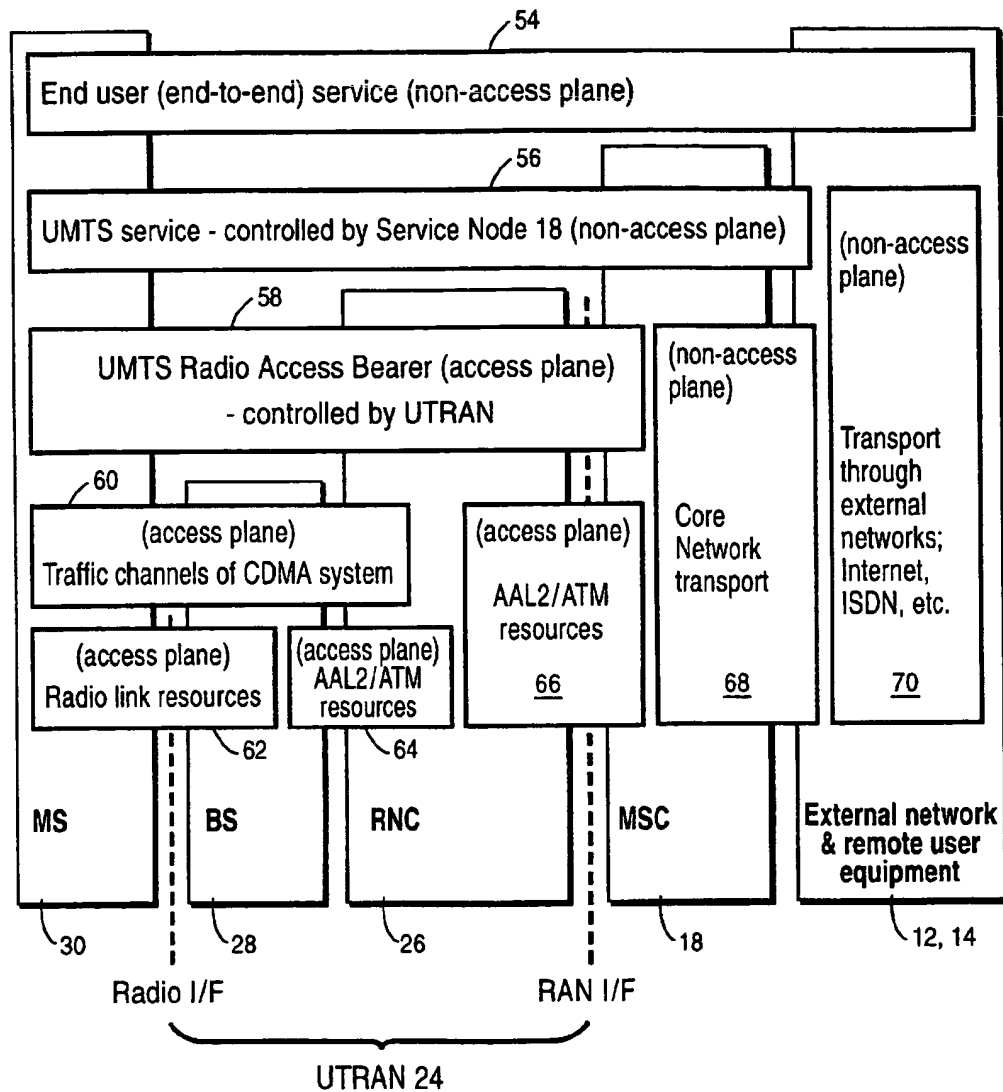 54
End user (end-to-end) service (non-access plane)
56
UMTS service - controlled by Service Node 18 (non-access plane)
(non-access
plane)
58
UMTS Radio Access Bearer (access plane)
- controlled by UTRAN
(non-access
plane)
Transport
through
external
networks;
Internet,
ISDN, etc.
60
(access plane)
Traffic channels of CDMA system
(access plane)
AAL2/ATM
resources
66
Core
Network
transport
68
70
(access plane)
Radio link resources
(access plane)
AAL2/ATM
resources
62
64
MS
BS
RNC
MSC
External network
& remote user
equipment
30
28
26
18
12, 14
Radio I/F
RAN I/F
UTRAN 24